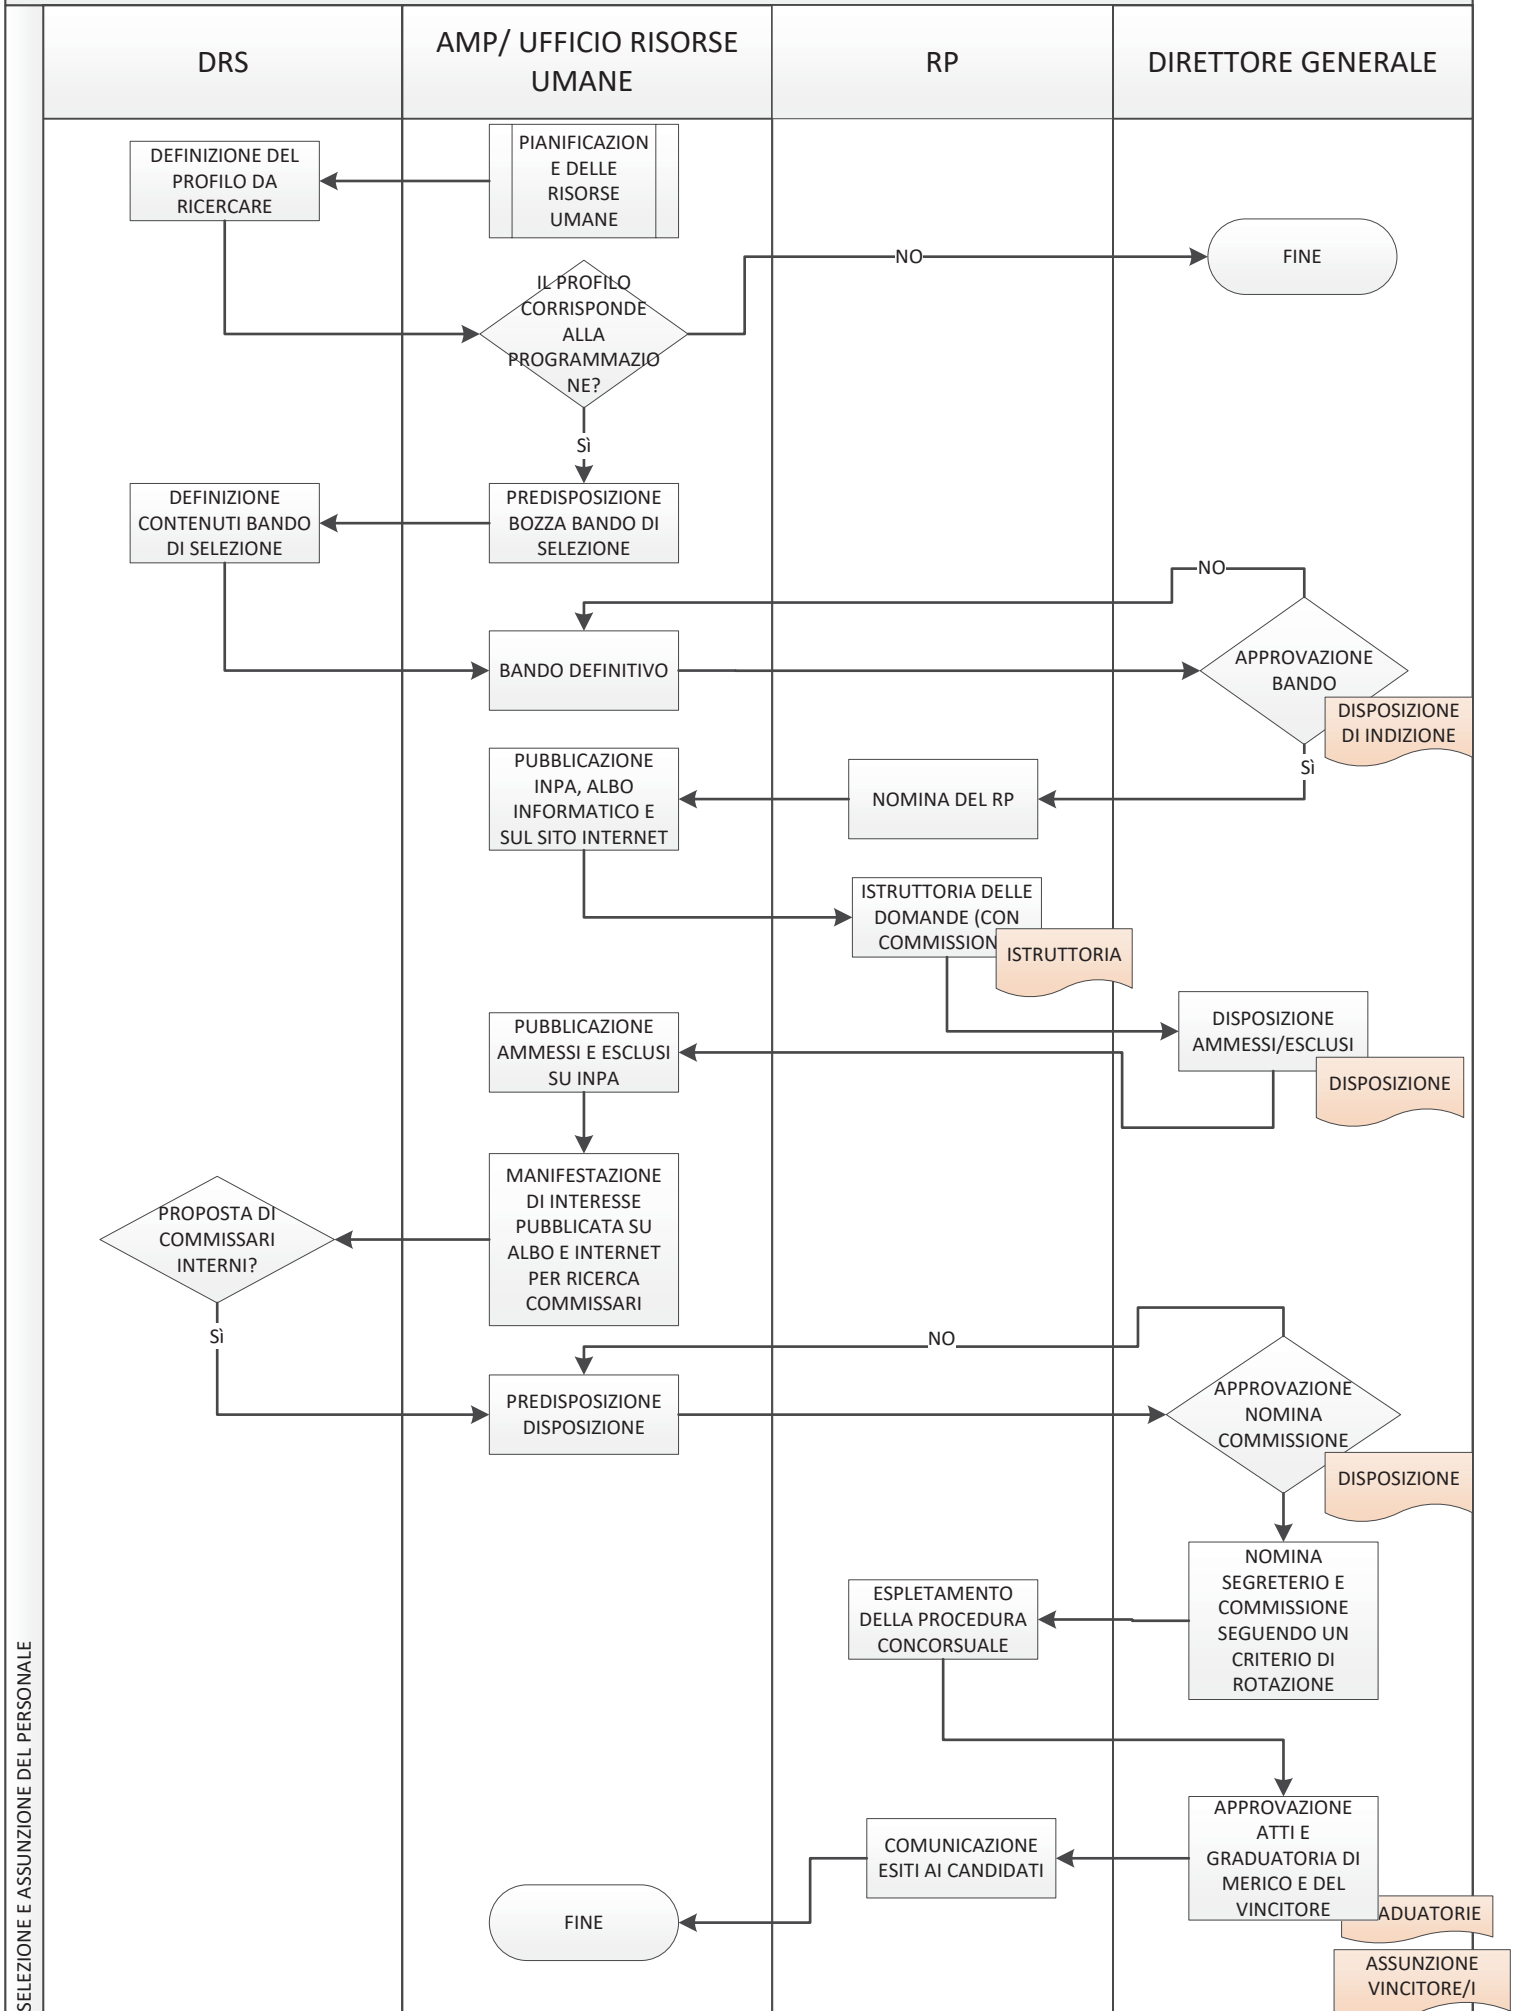 DRS
AMP/ UFFICIO RISORSE
UMANE
RP
DIRETTORE GENERALE
PIANIFICAZION
E DELLE
RISORSE
UMANE
DEFINIZIONE DEL
PROFILO DA
RICERCARE
NO
FINE
IL PROFILO
CORRISPONDE
ALLA
PROGRAMMAZIO
NE?
Sì
DEFINIZIONE
CONTENUTI BANDO
DI SELEZIONE
PREDISPOSIZIONE
BOZZA BANDO DI
SELEZIONE
NO
BANDO DEFINITIVO
APPROVAZIONE
BANDO
DISPOSIZIONE
DI INDIZIONE
Sì
PUBBLICAZIONE
INPA, ALBO
INFORMATICO E
SUL SITO INTERNET
NOMINA DEL RP
ISTRUTTORIA DELLE
DOMANDE (CON
COMMISSION
ISTRUTTORIA
DISPOSIZIONE
AMMESSI/ESCLUSI
DISPOSIZIONE
PUBBLICAZIONE
AMMESSI E ESCLUSI
SU INPA
MANIFESTAZIONE
DI INTERESSE
PUBBLICATA SU
ALBO E INTERNET
PER RICERCA
COMMISSARI
PROPOSTA DI
COMMISSARI
INTERNI?
Sì
NO
PREDISPOSIZIONE
DISPOSIZIONE
APPROVAZIONE
NOMINA
COMMISSIONE
DISPOSIZIONE
NOMINA
SEGRETERIO E
COMMISSIONE
SEGUENDO UN
CRITERIO DI
ROTAZIONE
ESPLETAMENTO
DELLA PROCEDURA
CONCORSUALE
APPROVAZIONE
ATTI E
GRADUATORIA DI
MERICO E DEL
VINCITORE
ADUATORIE
ASSUNZIONE
VINCITORE/I
COMUNICAZIONE
ESITI AI CANDIDATI
FINE
SELEZIONE E ASSUNZIONE DEL PERSONALE